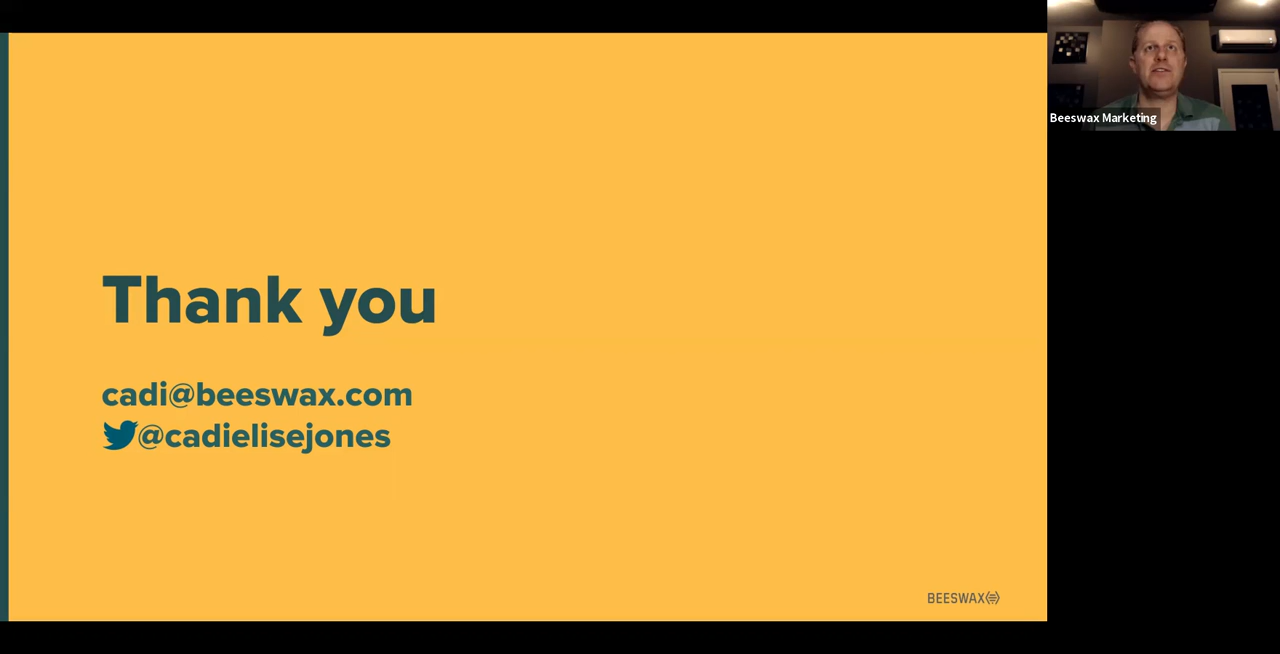 Thank you
cadi@beeswax.com
@cadielisejones
BEESWAX
Beeswax Marketing